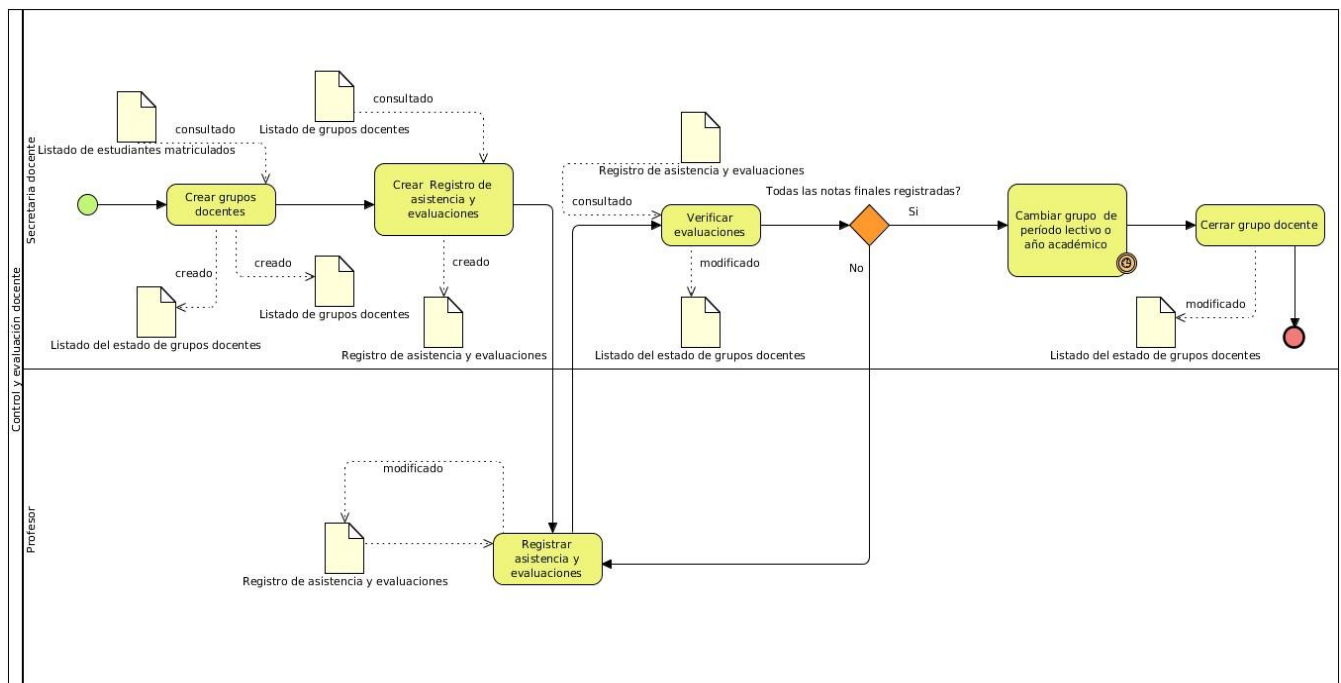 Control y evaluación docente
Secretaria docente
Listado de estudiantes matriculados
consultado
Crear grupos
docentes
creado
Listado del estado de grupos docentes
creado
Listado de grupos docentes
Listado de grupos docentes
consultado
Crear Registro de
asistencia y
evaluaciones
creado
Registro de asistencia y evaluaciones
Registro de asistencia y evaluaciones
consultado
Verificar
evaluaciones
modificado
Listado del estado de grupos docentes
Todas las notas finales registradas?
Si
No
Cambiar grupo de
período lectivo o
año académico
Cerrar grupo docente
modificado
Listado del estado de grupos docentes
Profesor
modificado
Registro de asistencia y evaluaciones
Registrar
asistencia y
evaluaciones